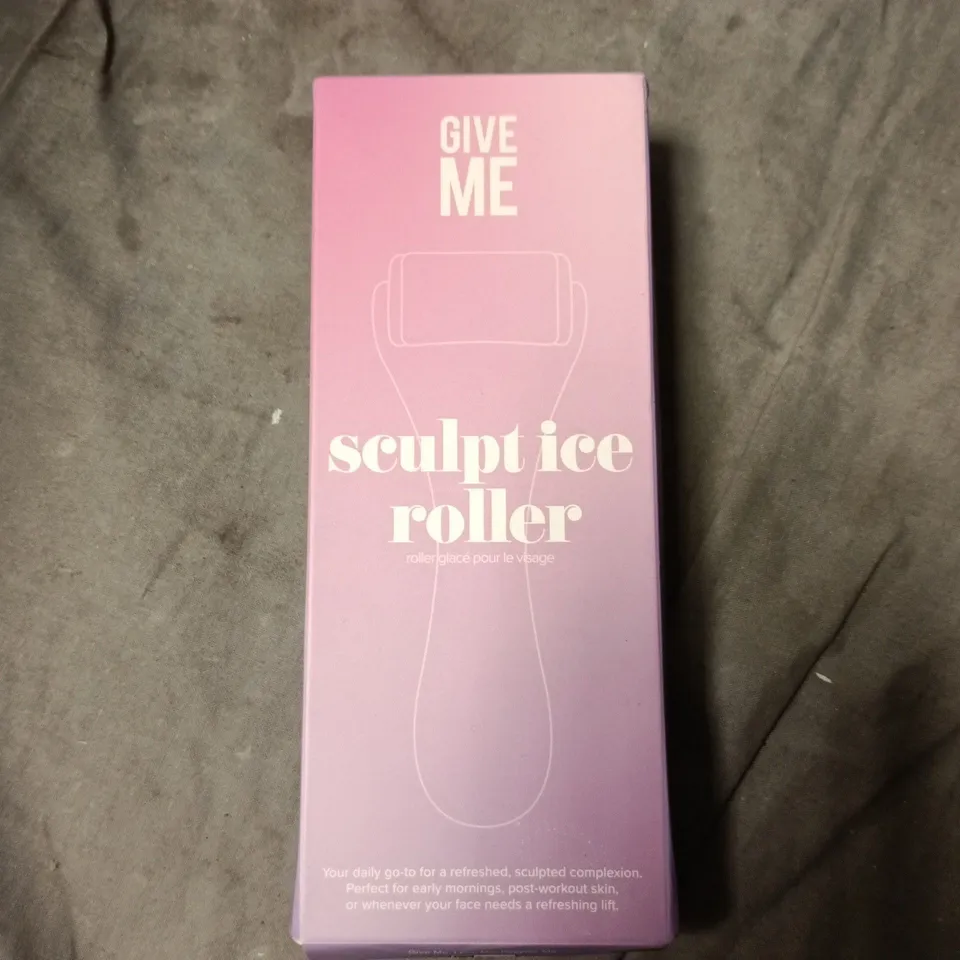 GIVE
ME
sculpt ice
roller
roller glacé pour le visage
Your daily go-to for a refreshed, sculpted complexion.
Perfect for early mornings, post-workout skin,
or whenever your face needs a refreshing lift.